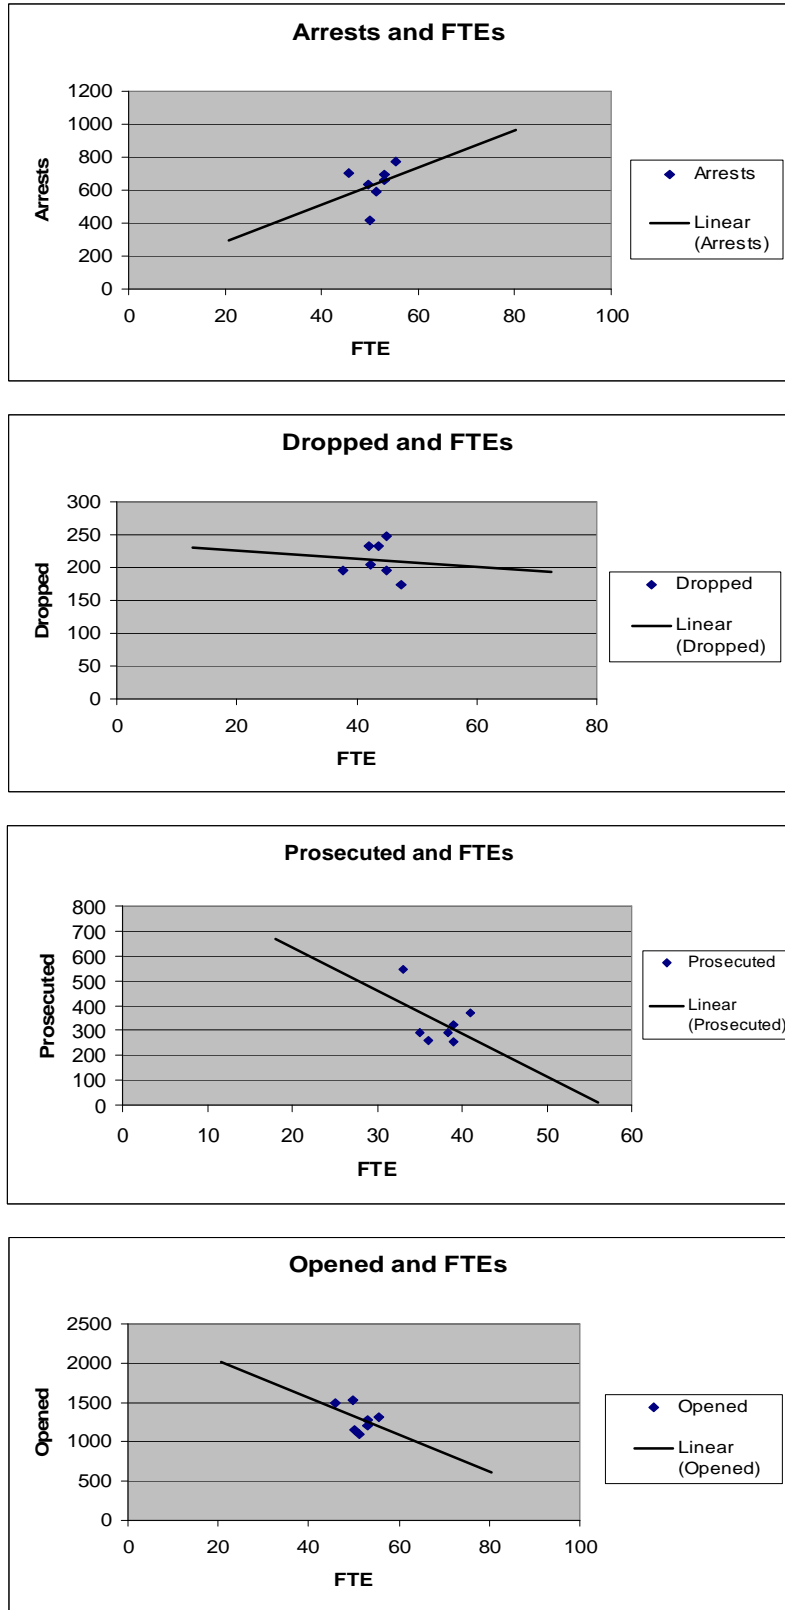 Arrests and FTEs
1200
1000
800
600
400
200
0
0 20 40 60 80 100
Arrests
FTE
Arrests
Linear
(Arrests)
Dropped and FTEs
300
250
200
150
100
50
0
0 20 40 60 80
Dropped
FTE
Dropped
Linear
(Dropped)
Prosecuted and FTEs
800
700
600
500
400
300
200
100
0
0 10 20 30 40 50 60
Prosecuted
FTE
Prosecuted
Linear
(Prosecuted)
Opened and FTEs
2500
2000
1500
1000
500
0
0 20 40 60 80 100
Opened
FTE
Opened
Linear
(Opened)